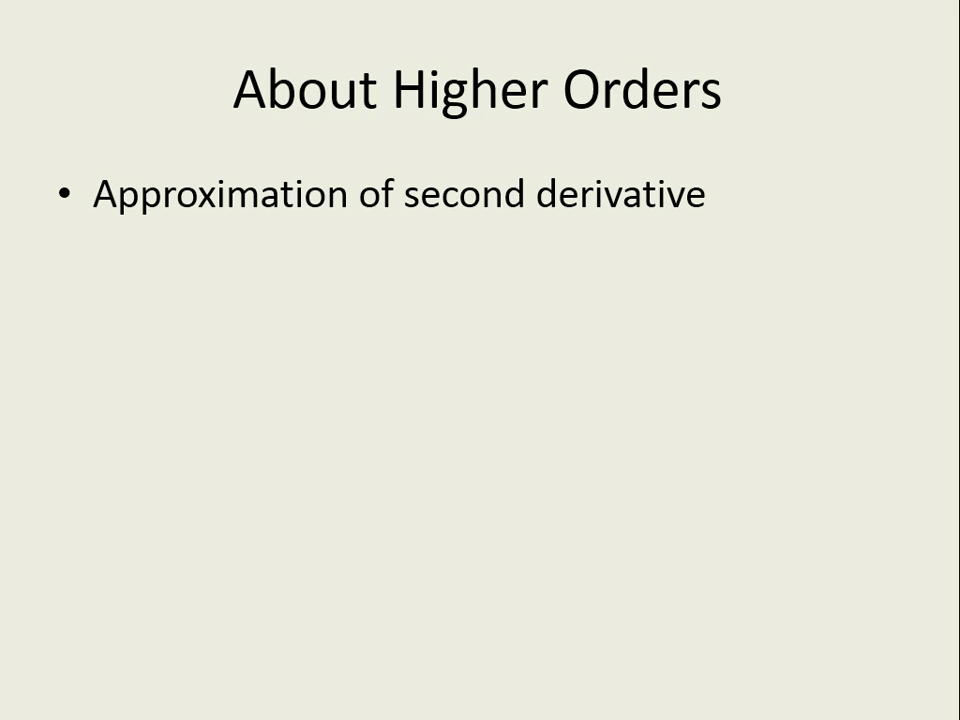 About Higher Orders
• Approximation of second derivative